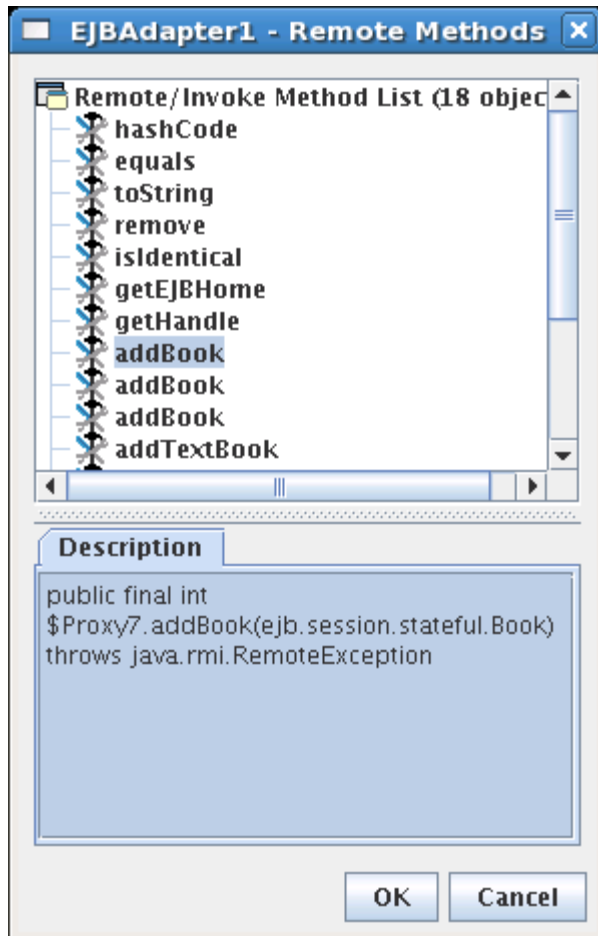 EJBAdapter1 - Remote Methods
Remote/Invoke Method List (18 objec
hashCode
equals
toString
remove
isIdentical
getEJBHome
getHandle
addBook
addBook
addBook
addTextBook
Description
public final int
$Proxy7.addBook(ejb.session.stateful.Book)
throws java.rmi.RemoteException
OK Cancel